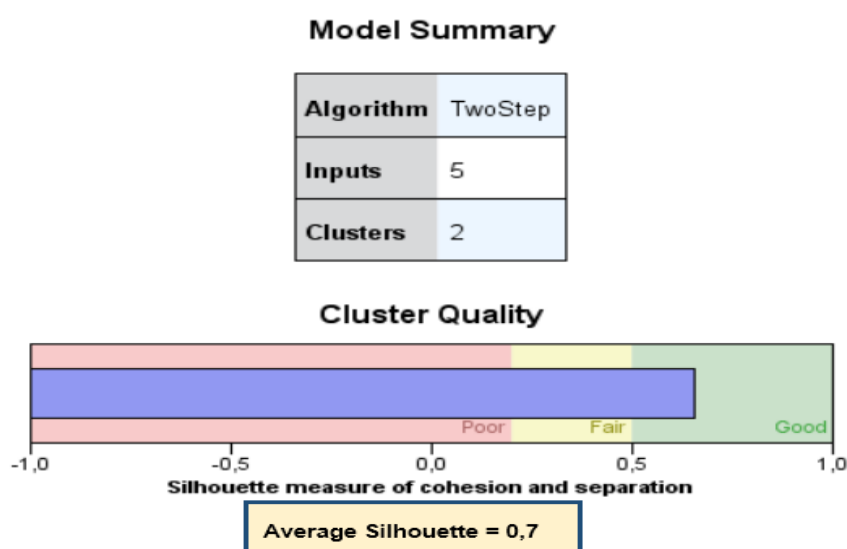 Model Summary
Algorithm TwoStep
Inputs 5
Clusters 2
Cluster Quality
Poor Fair Good
-1,0 -0,5 0,0 0,5 1,0
Silhouette measure of cohesion and separation
Average Silhouette = 0,7